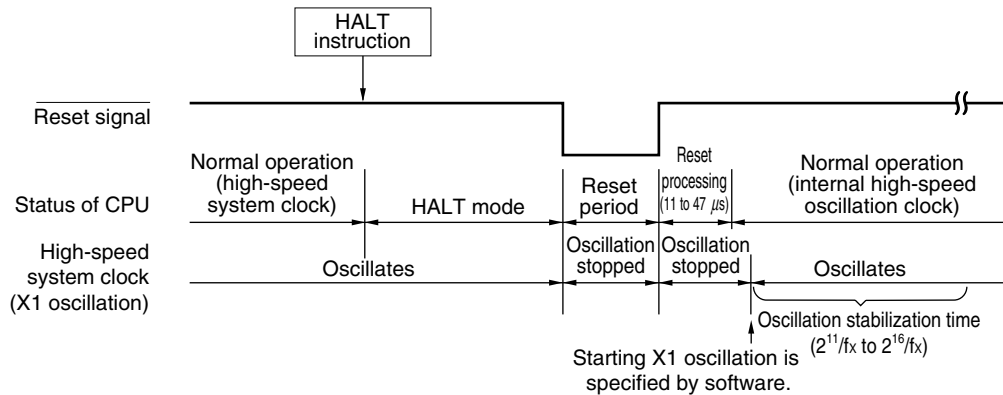 HALT
instruction
Reset signal
Normal operation
(high-speed
system clock)
HALT mode
Reset
period
Reset
processing
(11 to 47 μs)
Normal operation
(internal high-speed
oscillation clock)
Status of CPU
High-speed
system clock
(X1 oscillation)
Oscillates
Oscillation
stopped
Oscillation
stopped
Oscillates
Oscillation stabilization time
(2¹¹/fx to 2¹⁶/fx)
Starting X1 oscillation is
specified by software.